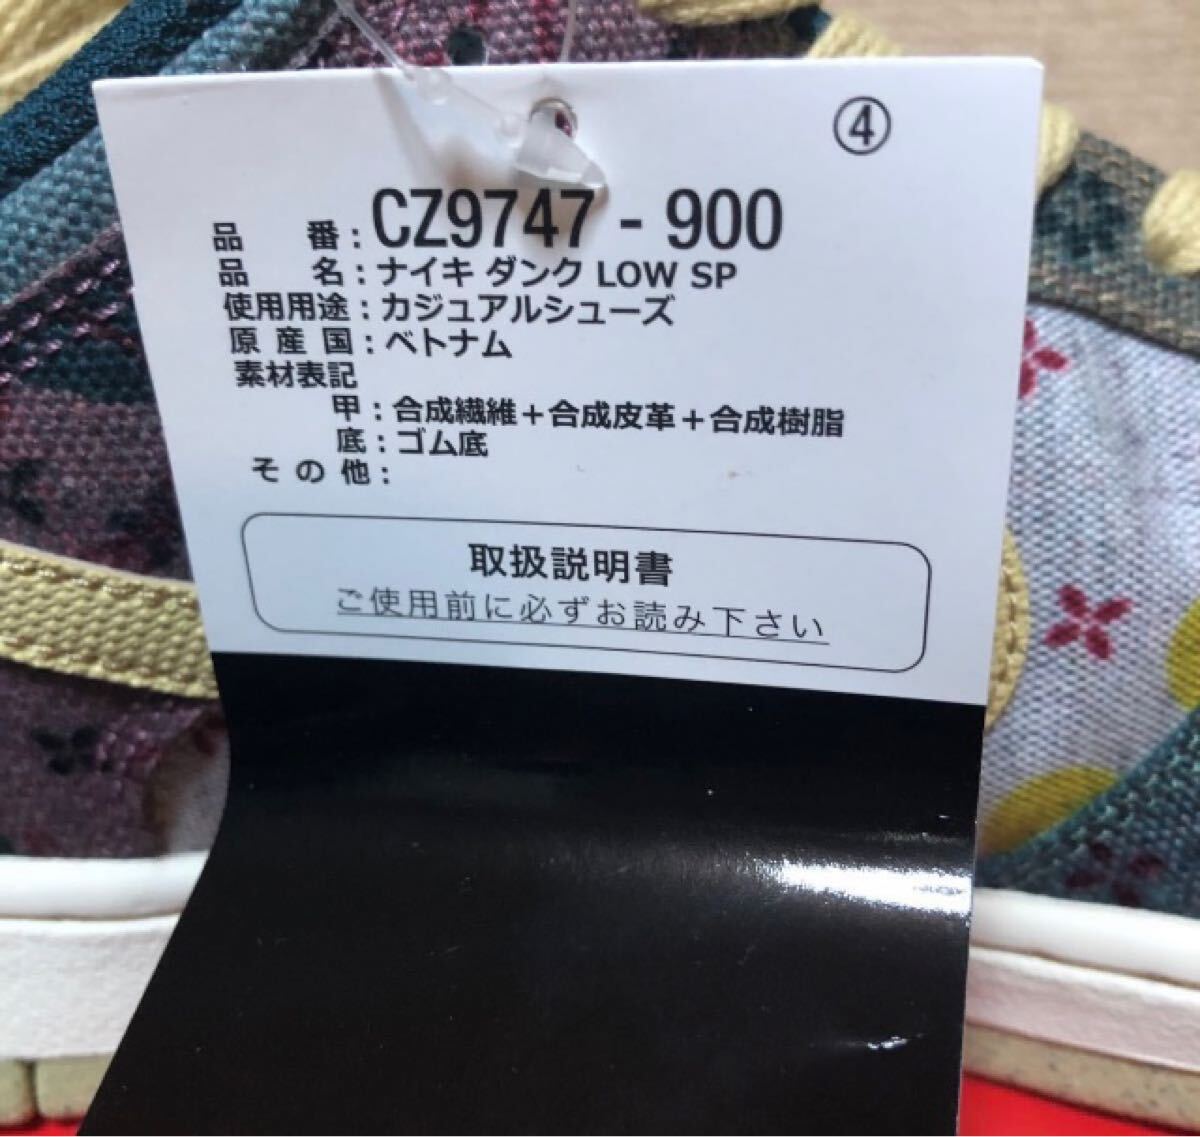 ④
品番：CZ9747-900
品名：ナイキ ダンク LOW SP
使用用途：カジュアルシューズ
原産国：ベトナム
素材表記
甲：合成繊維＋合成皮革＋合成樹脂
底：ゴム底
その他：
取扱説明書
ご使用前に必ずお読み下さい